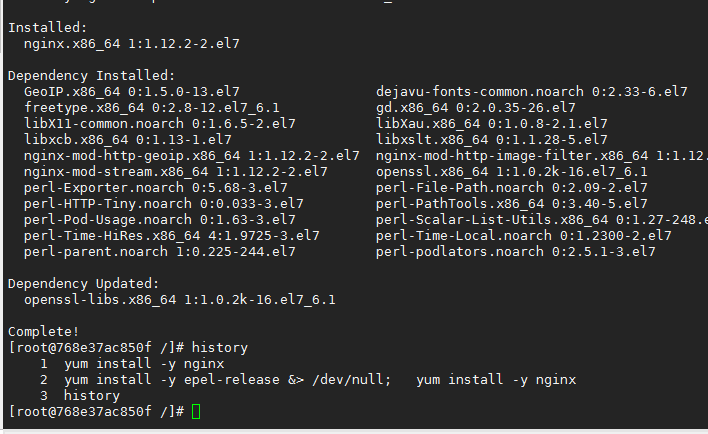 Installed:
nginx.x86_64 1:1.12.2-2.el7
Dependency Installed:
GeoIP.x86_64 0:1.5.0-13.el7 dejavu-fonts-common.noarch 0:2.33-6.el7
freetype.x86_64 0:2.8-12.el7_6.1 gd.x86_64 0:2.0.35-26.el7
libX11-common.noarch 0:1.6.5-2.el7 libXau.x86_64 0:1.0.8-2.1.el7
libxcb.x86_64 0:1.13-1.el7 libxslt.x86_64 0:1.1.28-5.el7
nginx-mod-http-geoip.x86_64 1:1.12.2-2.el7 nginx-mod-http-image-filter.x86_64 1:1.12.
nginx-mod-stream.x86_64 1:1.12.2-2.el7 openssl.x86_64 1:1.0.2k-16.el7_6.1
perl-Exporter.noarch 0:5.68-3.el7 perl-File-Path.noarch 0:2.09-2.el7
perl-HTTP-Tiny.noarch 0:0.033-3.el7 perl-PathTools.x86_64 0:3.40-5.el7
perl-Pod-Usage.noarch 0:1.63-3.el7 perl-Scalar-List-Utils.x86_64 0:1.27-248.e
perl-Time-HiRes.x86_64 4:1.9725-3.el7 perl-Time-Local.noarch 0:1.2300-2.el7
perl-parent.noarch 1:0.225-244.el7 perl-podlators.noarch 0:2.5.1-3.el7
Dependency Updated:
openssl-libs.x86_64 1:1.0.2k-16.el7_6.1
Complete!
[root@768e37ac850f /]# history
1 yum install -y nginx
2 yum install -y epel-release &> /dev/null; yum install -y nginx
3 history
[root@768e37ac850f /]#